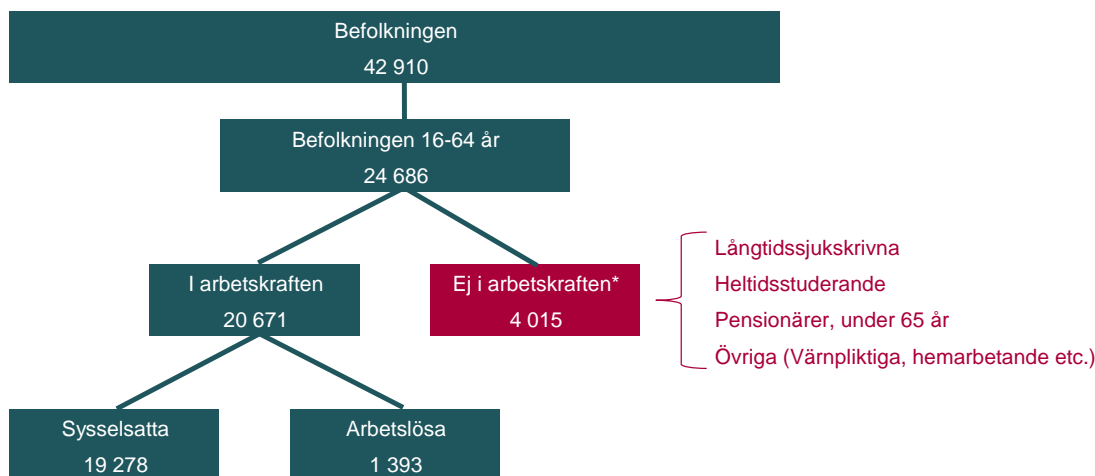 Befolkningen
42 910
Befolkningen 16-64 år
24 686
I arbetskraften
20 671
Ej i arbetskraften*
4 015
Långtidssjukskrivna
Heltidsstuderande
Pensionärer, under 65 år
Övriga (Värnpliktiga, hemarbetande etc.)
Sysselsatta
19 278
Arbetslösa
1 393